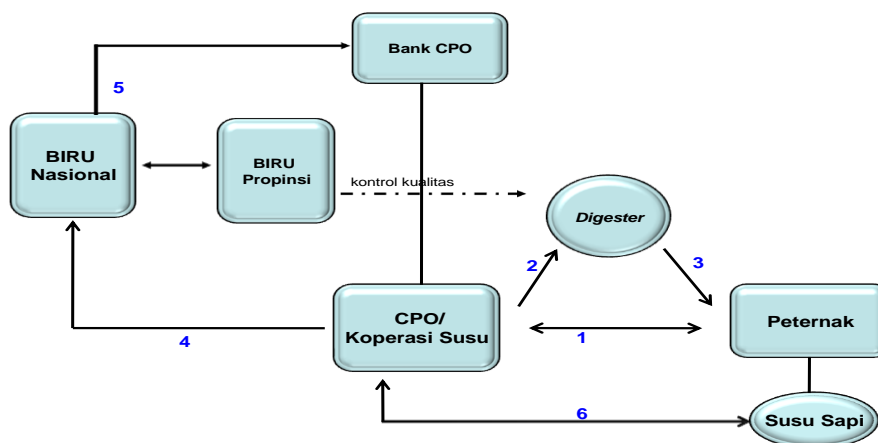 Bank CPO
5
BIRU
Nasional
BIRU
Propinsi
kontrol kualitas
Digester
2
3
CPO/
Koperasi Susu
Peternak
4
1
6
Susu Sapi